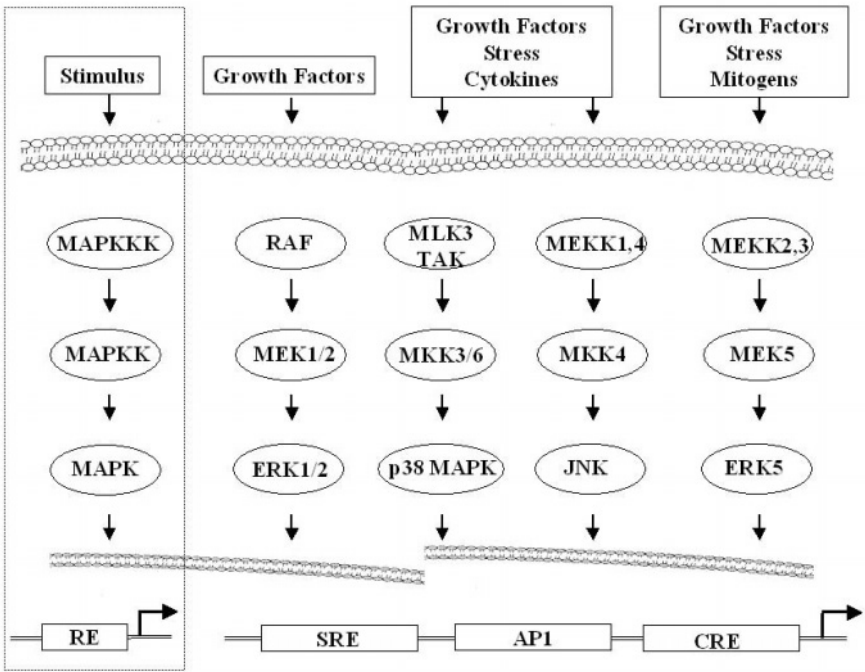 Stimulus
Growth Factors
Growth Factors
Stress
Cytokines
Growth Factors
Stress
Mitogens
MAPKKK
RAF
MLK3
TAK
MEKK1,4
MEKK2,3
MAPKK
MEK1/2
MKK3/6
MKK4
MEK5
MAPK
ERK1/2
p38 MAPK
JNK
ERK5
RE
SRE
AP1
CRE